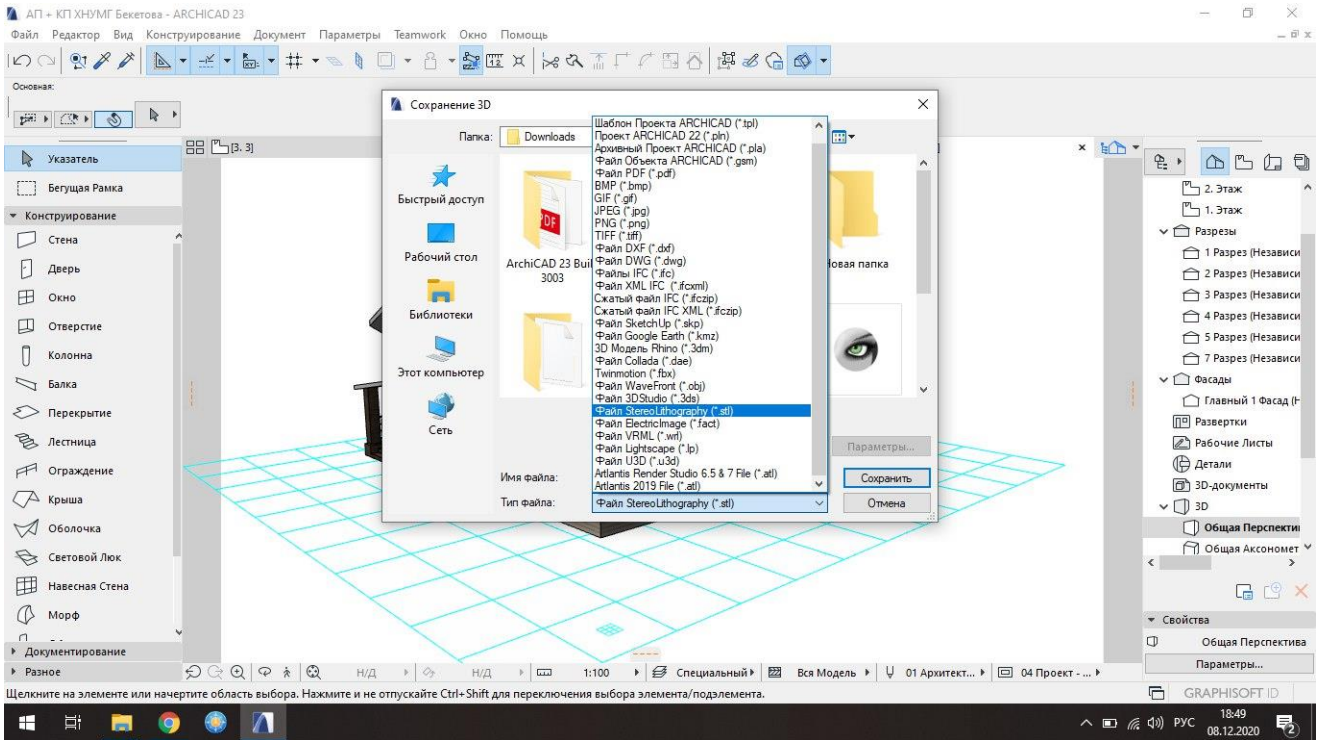 АП + КП ХНУМГ Бекетова - ARCHICAD 23
Файл Редактор Вид Конструирование Документ Параметры Teamwork Окно Помощь
Основная:
Сохранение 3D
Папка: Downloads
[3. 3]
Указатель
Бегущая Рамка
Конструирование
Стена
Дверь
Окно
Отверстие
Колонна
Балка
Перекрытие
Лестница
Ограждение
Крыша
Оболочка
Световой Люк
Навесная Стена
Морф
Документирование
Разное
Быстрый доступ
Рабочий стол
Библиотеки
Этот компьютер
Сеть
PDF
ArchiCAD 23 Bui
3003
Новая папка
Шаблон Проекта ARCHICAD (*.tpl)
Проект ARCHICAD 22 (*.pln)
Архивный Проект ARCHICAD (*.pla)
Файл Объекта ARCHICAD (*.gsm)
Файл PDF (*.pdf)
BMP (*.bmp)
GIF (*.gif)
JPEG (*.jpg)
PNG (*.png)
TIFF (*.tiff)
Файл DXF (*.dxf)
Файл DWG (*.dwg)
Файлы IFC (*.ifc)
Файл XML IFC (*.ifcxml)
Сжатый файл IFC (*.ifczip)
Сжатый файл IFC XML (*.ifczip)
Файл SketchUp (*.skp)
Файл Google Earth (*.kmz)
3D Модель Rhino (*.3dm)
Файл Collada (*.dae)
Twinmotion (*.fbx)
Файл WaveFront (*.obj)
Файл 3DStudio (*.3ds)
Файл StereoLithography (*.stl)
Файл ElectricImage (*.fact)
Файл VRML (*.wrl)
Файл Lightscape (*.lp)
Файл U3D (*.u3d)
Artlantis Render Studio 6.5 & 7 File (*.atl)
Artlantis 2019 File (*.atl)
Параметры...
Имя файла:
Сохранить
Тип файла: Файл StereoLithography (*.stl)
Отмена
2. Этаж
1. Этаж
Разрезы
1 Разрез (Независи
2 Разрез (Независи
3 Разрез (Независи
4 Разрез (Независи
5 Разрез (Независи
7 Разрез (Независи
Фасады
Главный 1 Фасад (Н
Развертки
Рабочие Листы
Детали
3D-документы
3D
Общая Перспекти
Общая Аксономет
Свойства
Общая Перспектива
Параметры...
Н/Д Н/Д 1:100 Специальный Вся Модель 01 Архитект... 04 Проект - ...
Щелкните на элементе или начертите область выбора. Нажмите и не отпускайте Ctrl+Shift для переключения выбора элемента/подэлемента.
GRAPHISOFT ID
РУС
18:49
08.12.2020
2